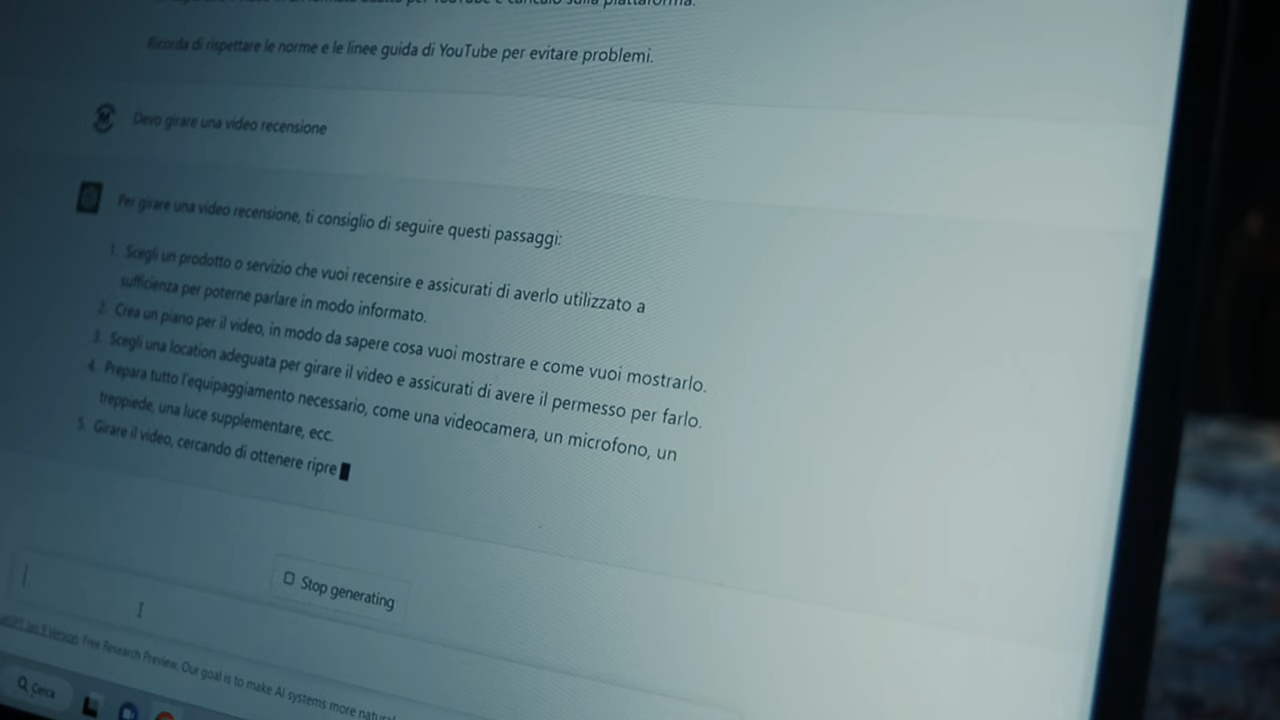 per YouTube e caricalo sulla piattaforma.
Ricorda di rispettare le norme e le linee guida di YouTube per evitare problemi.
Devo girare una video recensione
Per girare una video recensione, ti consiglio di seguire questi passaggi:
1. Scegli un prodotto o servizio che vuoi recensire e assicurati di averlo utilizzato a
sufficienza per poterne parlare in modo informato.
2. Crea un piano per il video, in modo da sapere cosa vuoi mostrare e come vuoi mostrarlo.
3. Scegli una location adeguata per girare il video e assicurati di avere il permesso per farlo.
4. Prepara tutto l'equipaggiamento necessario, come una videocamera, un microfono, un
treppiede, una luce supplementare, ecc.
5. Girare il video, cercando di ottenere ripre
Stop generating
Free Research Preview. Our goal is to make AI systems more natural
Cerca